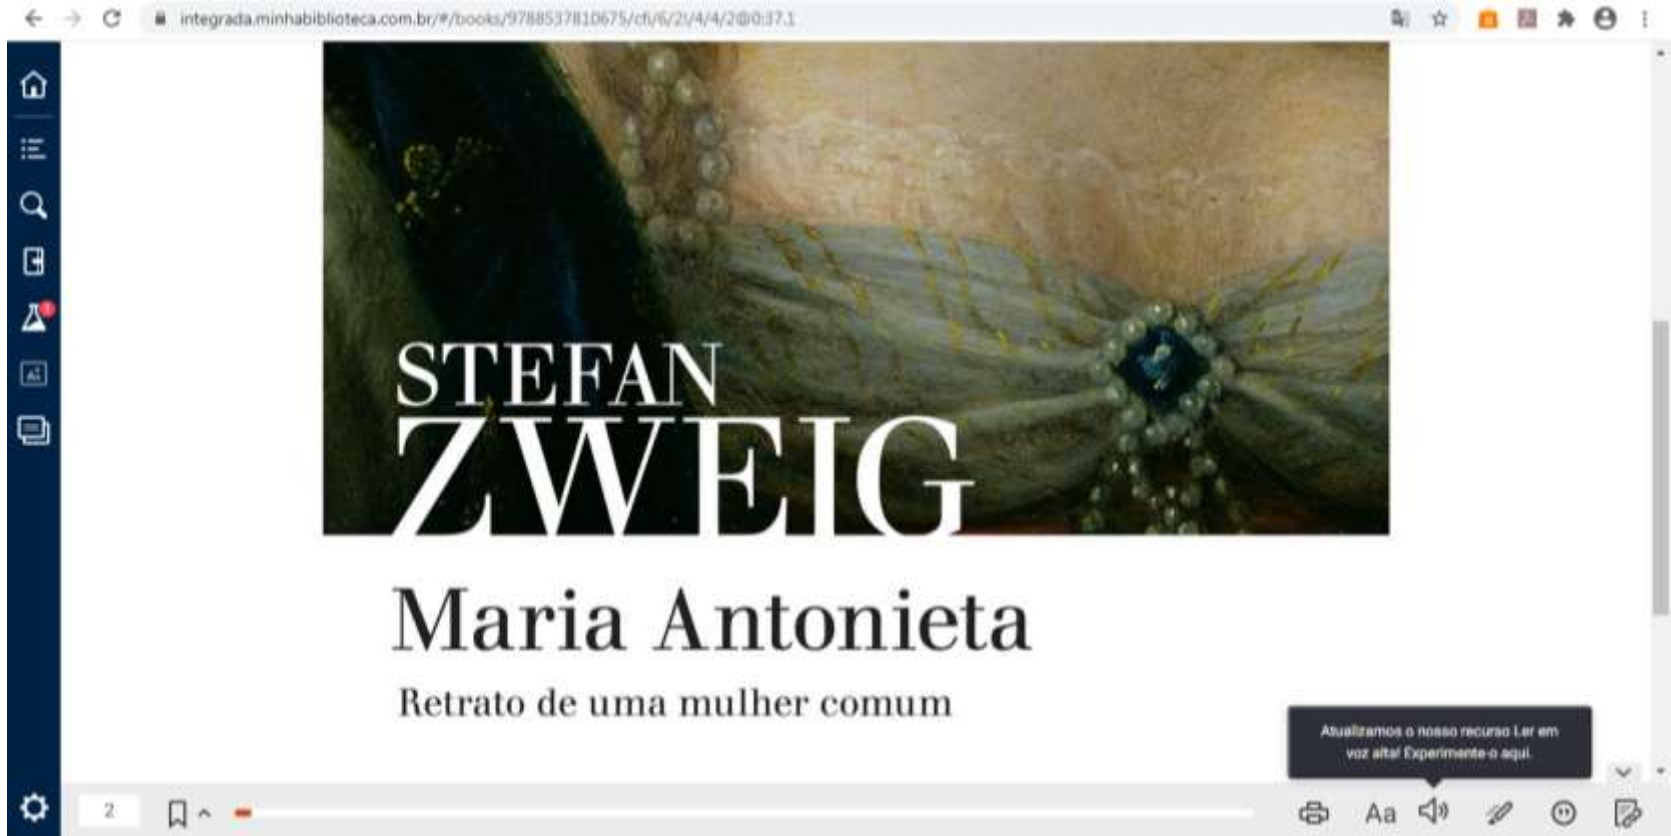 integrada.minhabiblioteca.com.br/#/books/9788537810675/cfi/6/2!/4/4/2@0:37.1
1
STEFAN
ZWEIG
Maria Antonieta
Retrato de uma mulher comum
Atualizamos o nosso recurso Ler em
voz alta! Experimente-o aqui.
2
Aa